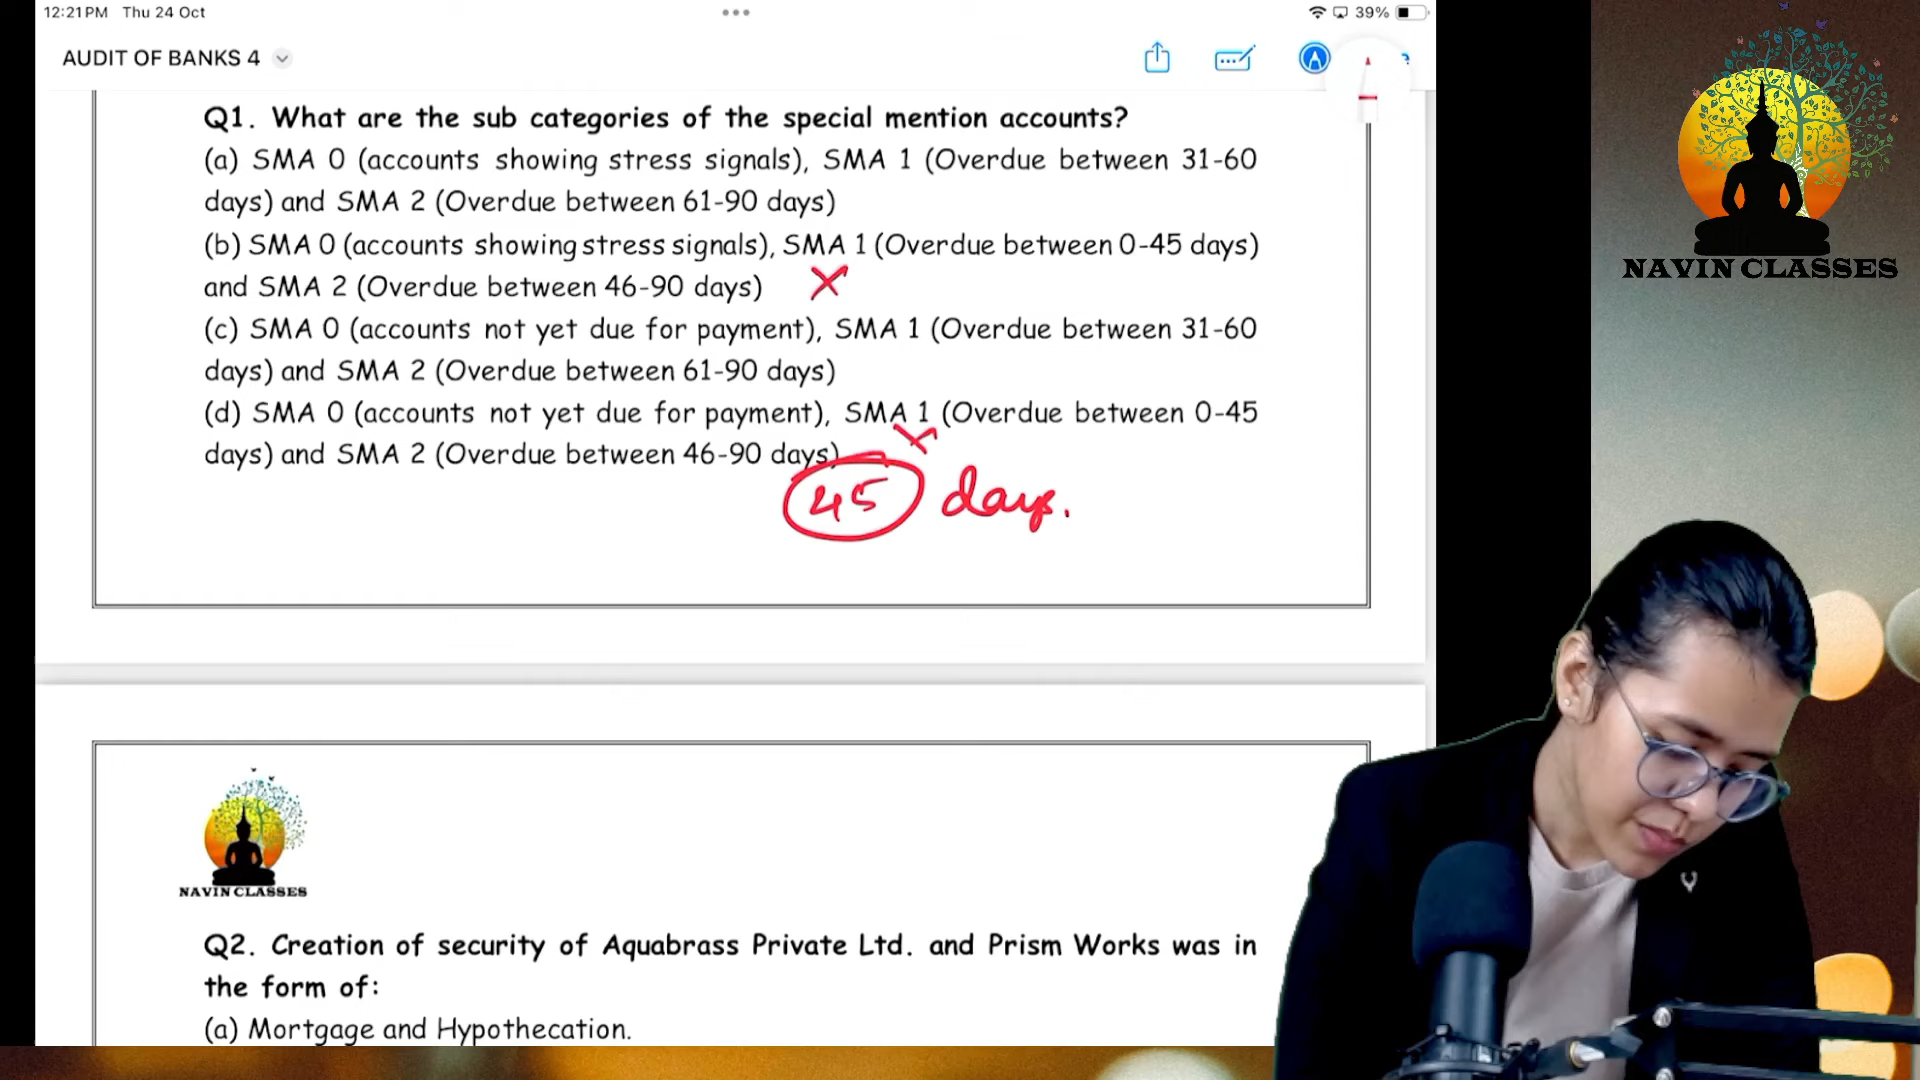 12:21 PM Thu 24 Oct
39%
AUDIT OF BANKS 4
Q1. What are the sub categories of the special mention accounts?
(a) SMA 0 (accounts showing stress signals), SMA 1 (Overdue between 31-60
days) and SMA 2 (Overdue between 61-90 days)
(b) SMA 0 (accounts showing stress signals), SMA 1 (Overdue between 0-45 days)
and SMA 2 (Overdue between 46-90 days)
(c) SMA 0 (accounts not yet due for payment), SMA 1 (Overdue between 31-60
days) and SMA 2 (Overdue between 61-90 days)
(d) SMA 0 (accounts not yet due for payment), SMA 1 (Overdue between 0-45
days) and SMA 2 (Overdue between 46-90 days)
45 days.
NAVIN CLASSES
Q2. Creation of security of Aquabrass Private Ltd. and Prism Works was in
the form of:
(a) Mortgage and Hypothecation.
NAVIN CLASSES